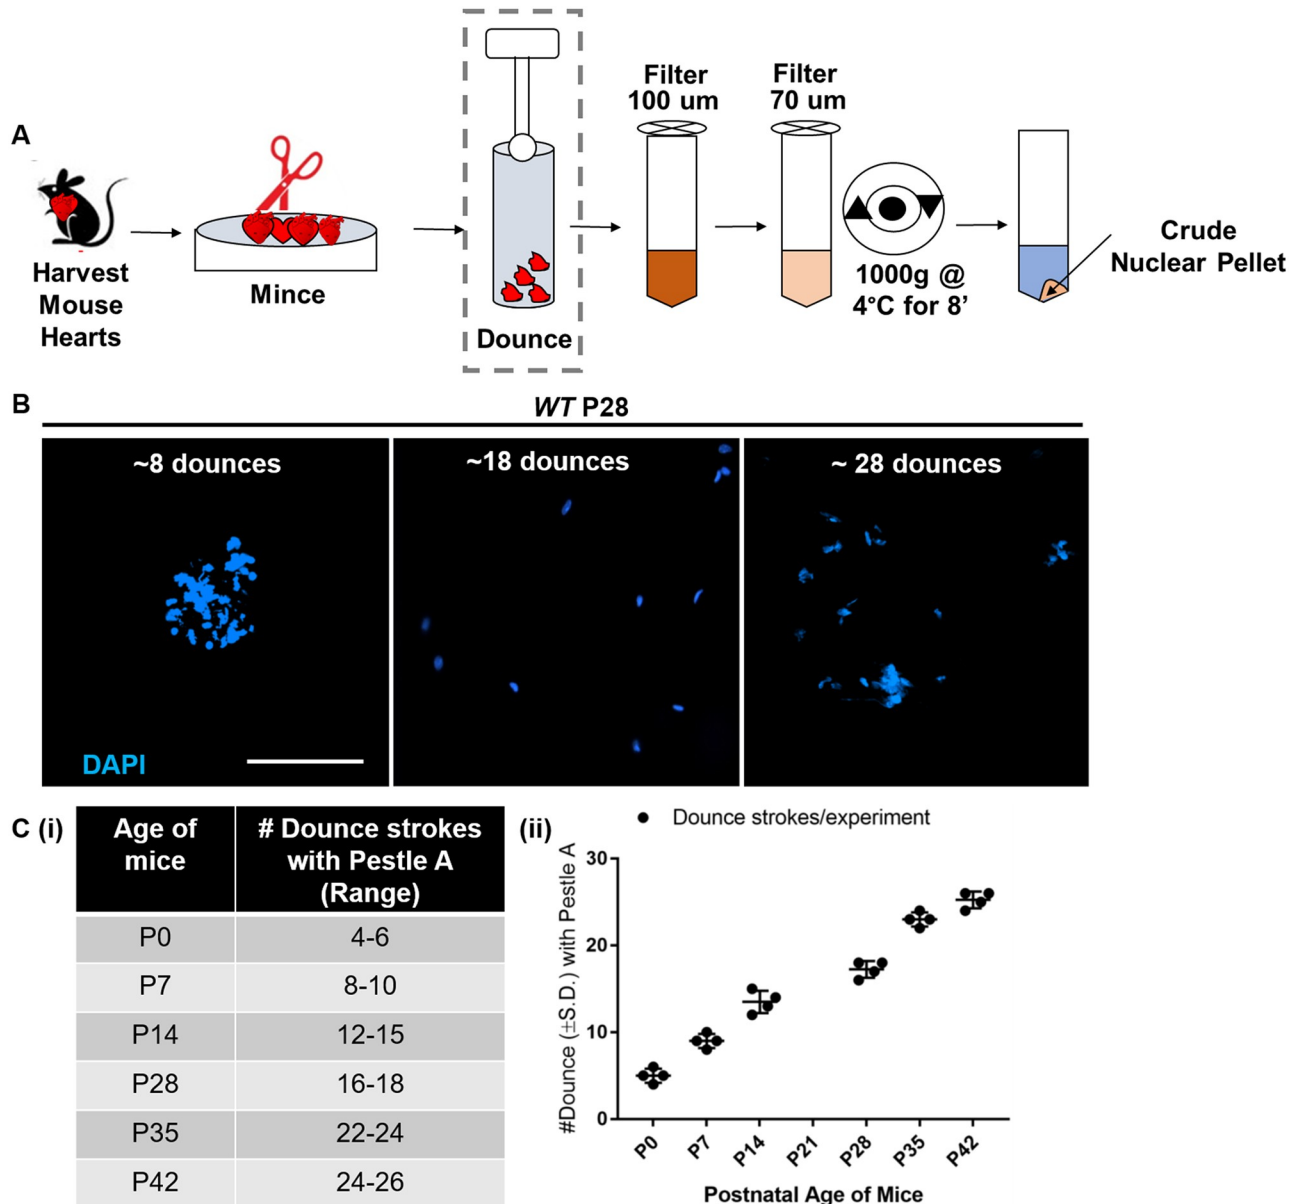 A
Harvest
Mouse
Hearts
Mince
Dounce
Filter
100 um
Filter
70 um
1000g @
4°C for 8’
Crude
Nuclear Pellet
B
WT P28
~8 dounces
~18 dounces
~ 28 dounces
DAPI
C (i)
Age of
mice
# Dounce strokes
with Pestle A
(Range)
P0
4-6
P7
8-10
P14
12-15
P28
16-18
P35
22-24
P42
24-26
(ii)
Dounce strokes/experiment
#Dounce (±S.D.) with Pestle A
30
20
10
0
P0
P7
P14
P21
P28
P35
P42
Postnatal Age of Mice